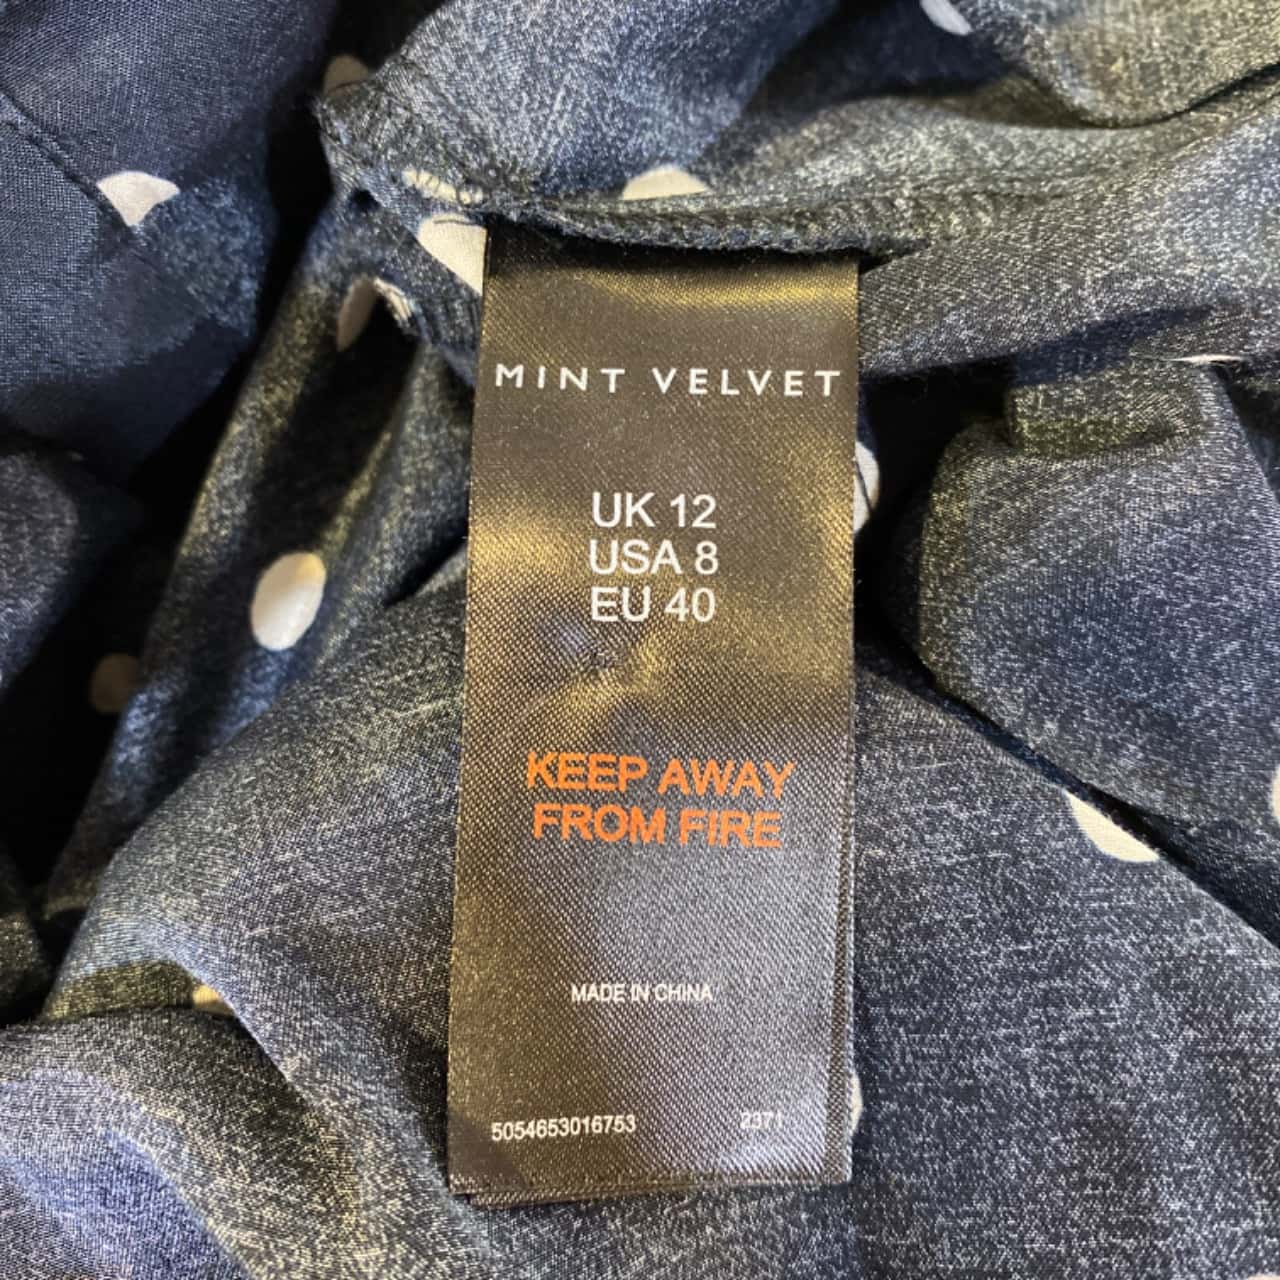 MINT VELVET
UK 12
USA 8
EU 40
KEEP AWAY
FROM FIRE
MADE IN CHINA
5054653016753 2371